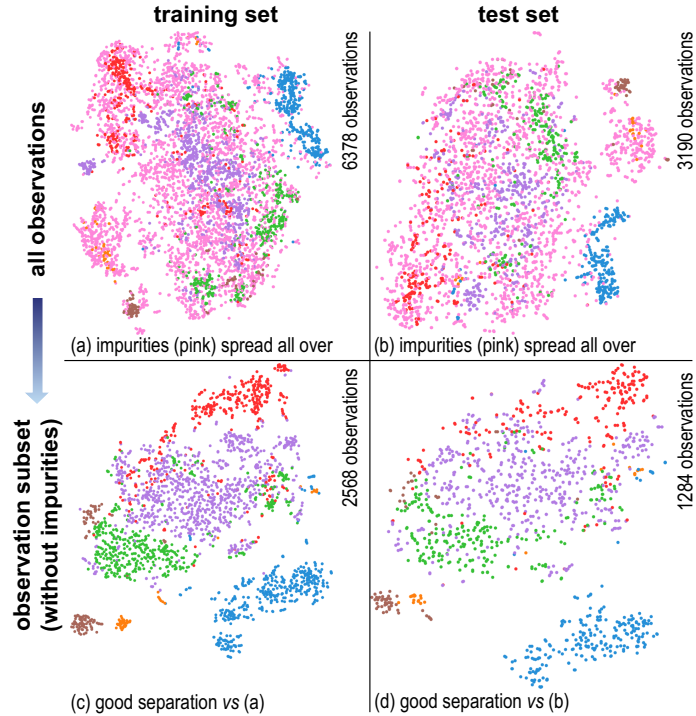 training set
test set
all observations
6378 observations
3190 observations
(a) impurities (pink) spread all over
(b) impurities (pink) spread all over
observation subset
(without impurities)
2568 observations
1284 observations
(c) good separation vs (a)
(d) good separation vs (b)